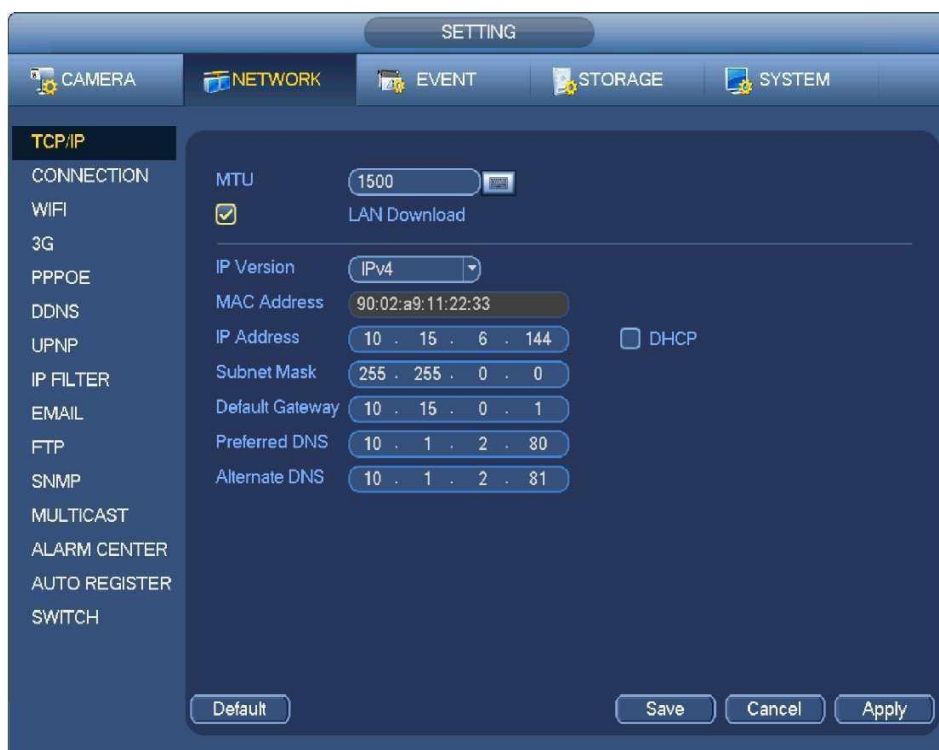 SETTING
CAMERA NETWORK EVENT STORAGE SYSTEM
TCP/IP
CONNECTION
WIFI
3G
PPPOE
DDNS
UPNP
IP FILTER
EMAIL
FTP
SNMP
MULTICAST
ALARM CENTER
AUTO REGISTER
SWITCH
MTU 1500
LAN Download
IP Version IPv4
MAC Address 90:02:a9:11:22:33
IP Address 10 . 15 . 6 . 144 DHCP
Subnet Mask 255 . 255 . 0 . 0
Default Gateway 10 . 15 . 0 . 1
Preferred DNS 10 . 1 . 2 . 80
Alternate DNS 10 . 1 . 2 . 81
Default Save Cancel Apply